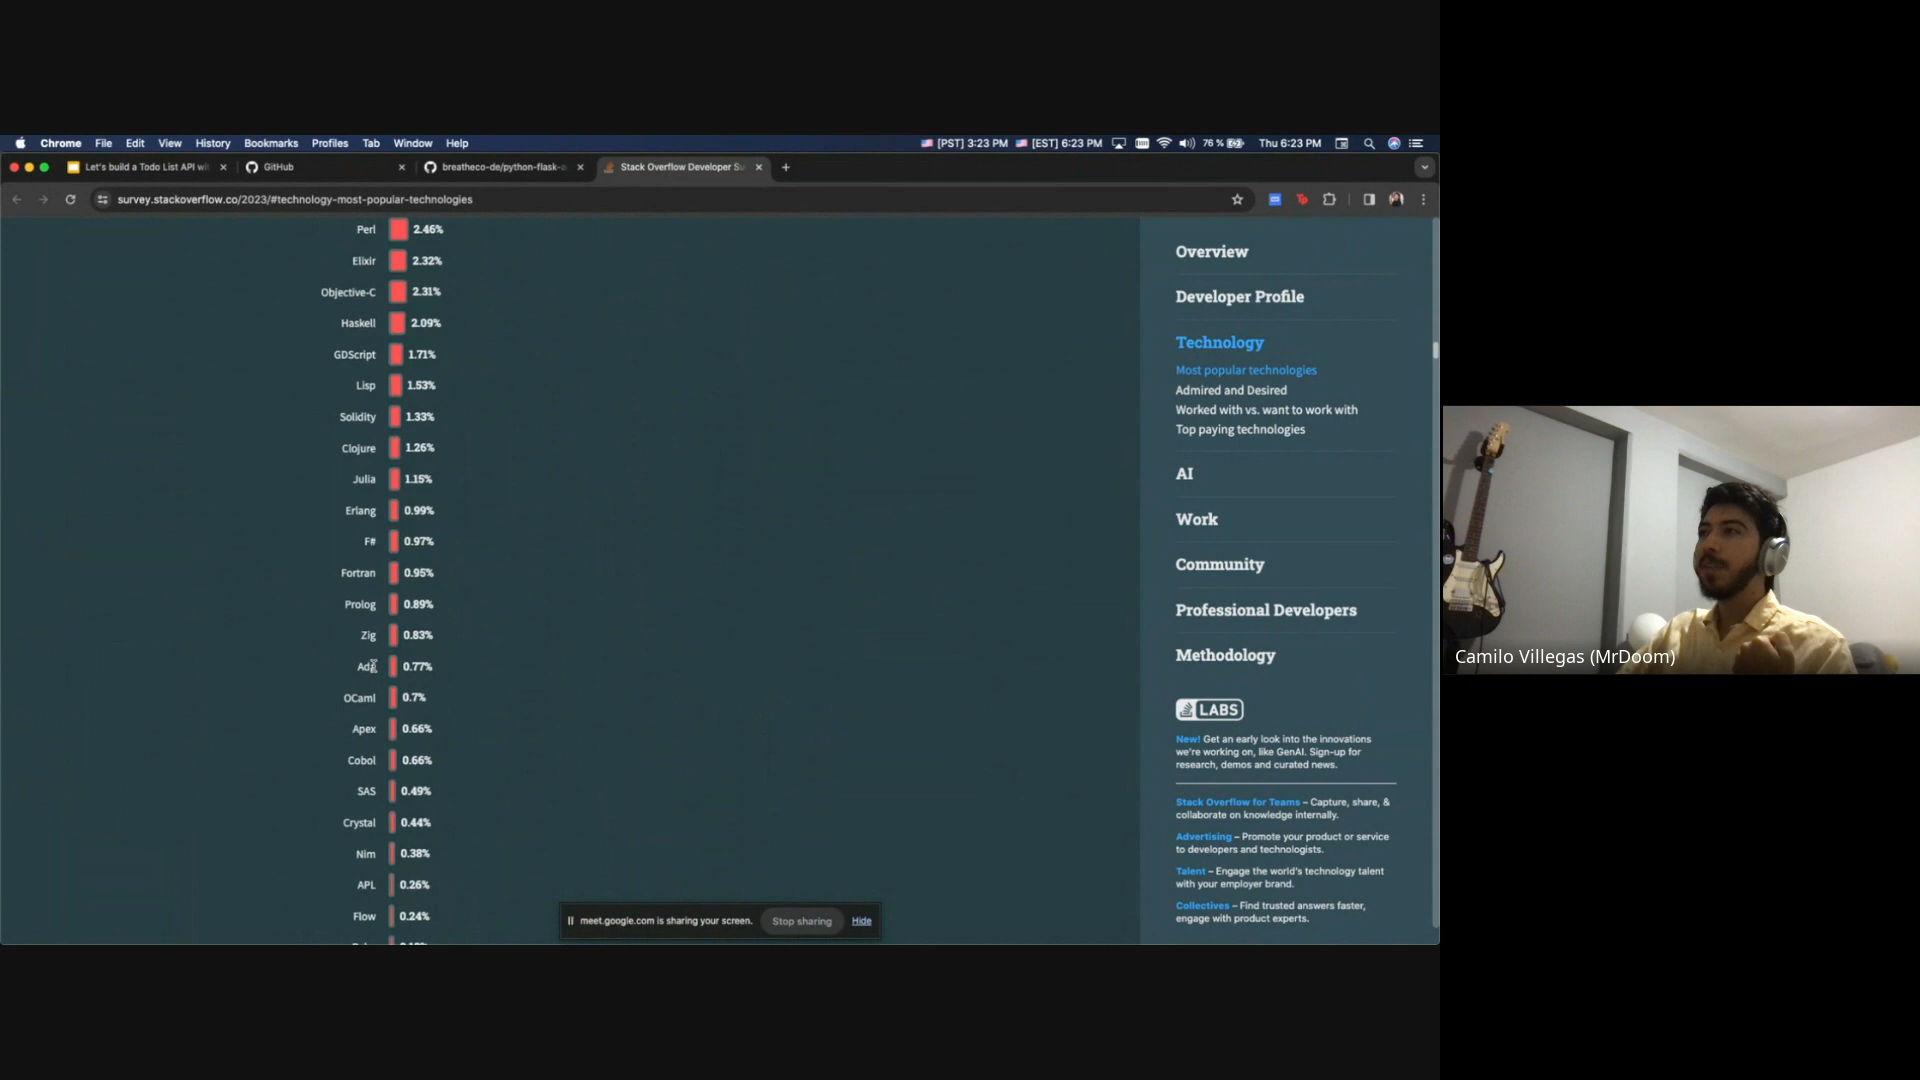 Chrome File Edit View History Bookmarks Profiles Tab Window Help
[PST] 3:23 PM [EST] 6:23 PM 76% Thu 6:23 PM
Let's build a Todo List API wi
GitHub
breatheco-de/python-flask-
Stack Overflow Developer Su
survey.stackoverflow.co/2023/#technology-most-popular-technologies
Perl 2.46%
Elixir 2.32%
Objective-C 2.31%
Haskell 2.09%
GDScript 1.71%
Lisp 1.53%
Solidity 1.33%
Clojure 1.26%
Julia 1.15%
Erlang 0.99%
F# 0.97%
Fortran 0.95%
Prolog 0.89%
Zig 0.83%
Ada 0.77%
OCaml 0.7%
Apex 0.66%
Cobol 0.66%
SAS 0.49%
Crystal 0.44%
Nim 0.38%
APL 0.26%
Flow 0.24%
Overview
Developer Profile
Technology
Most popular technologies
Admired and Desired
Worked with vs. want to work with
Top paying technologies
AI
Work
Community
Professional Developers
Methodology
LABS
New! Get an early look into the innovations
we're working on, like GenAI. Sign-up for
research, demos and curated news.
Stack Overflow for Teams – Capture, share, &
collaborate on knowledge internally.
Advertising – Promote your product or service
to developers and technologists.
Talent – Engage the world's technology talent
with your employer brand.
Collectives – Find trusted answers faster,
engage with product experts.
meet.google.com is sharing your screen. Stop sharing Hide
Camilo Villegas (MrDoom)